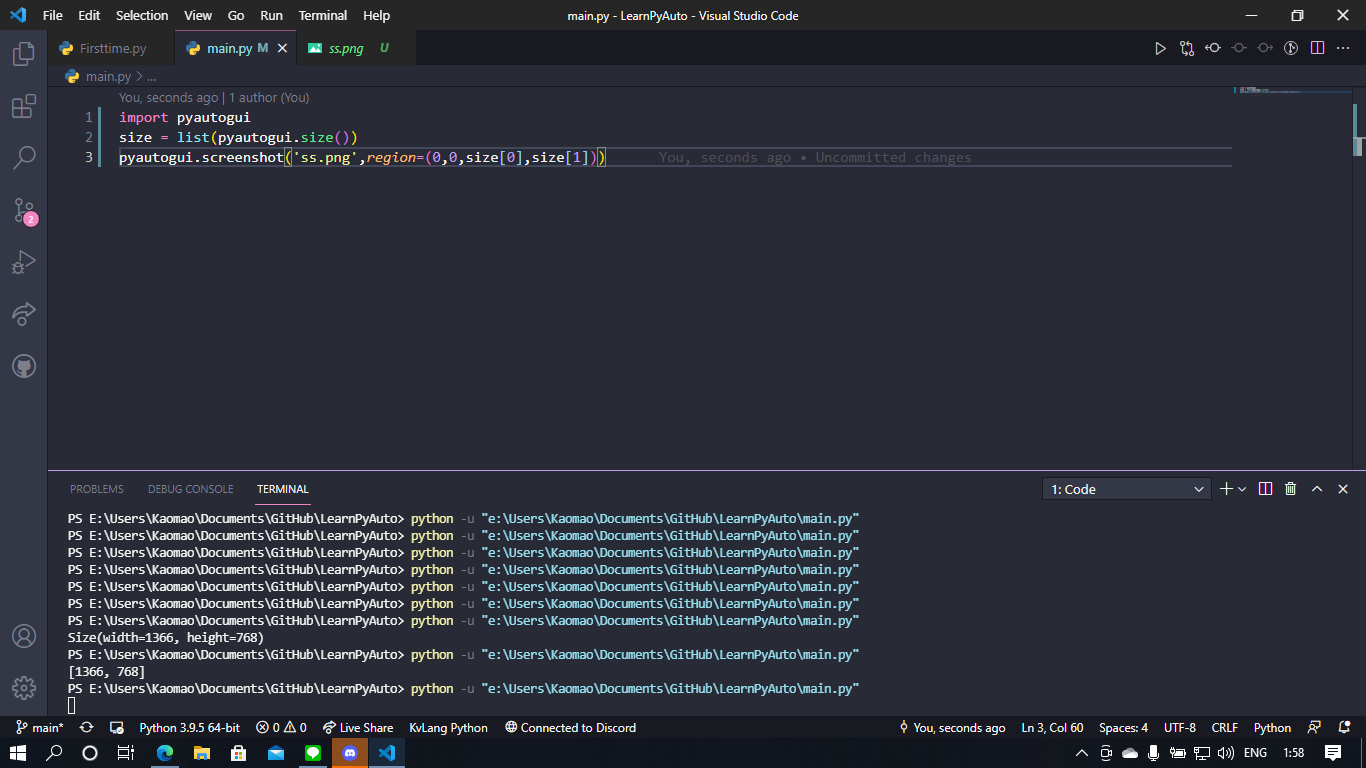 File Edit Selection View Go Run Terminal Help main.py - LearnPyAuto - Visual Studio Code
Firsttime.py main.py M ss.png U
main.py > ...
You, seconds ago | 1 author (You)
1 import pyautogui
2 size = list(pyautogui.size())
3 pyautogui.screenshot('ss.png',region=(0,0,size[0],size[1])) You, seconds ago • Uncommitted changes
2
PROBLEMS DEBUG CONSOLE TERMINAL 1: Code
PS E:\Users\Kaomao\Documents\GitHub\LearnPyAuto> python -u "e:\Users\Kaomao\Documents\GitHub\LearnPyAuto\main.py"
PS E:\Users\Kaomao\Documents\GitHub\LearnPyAuto> python -u "e:\Users\Kaomao\Documents\GitHub\LearnPyAuto\main.py"
PS E:\Users\Kaomao\Documents\GitHub\LearnPyAuto> python -u "e:\Users\Kaomao\Documents\GitHub\LearnPyAuto\main.py"
PS E:\Users\Kaomao\Documents\GitHub\LearnPyAuto> python -u "e:\Users\Kaomao\Documents\GitHub\LearnPyAuto\main.py"
PS E:\Users\Kaomao\Documents\GitHub\LearnPyAuto> python -u "e:\Users\Kaomao\Documents\GitHub\LearnPyAuto\main.py"
PS E:\Users\Kaomao\Documents\GitHub\LearnPyAuto> python -u "e:\Users\Kaomao\Documents\GitHub\LearnPyAuto\main.py"
PS E:\Users\Kaomao\Documents\GitHub\LearnPyAuto> python -u "e:\Users\Kaomao\Documents\GitHub\LearnPyAuto\main.py"
Size(width=1366, height=768)
PS E:\Users\Kaomao\Documents\GitHub\LearnPyAuto> python -u "e:\Users\Kaomao\Documents\GitHub\LearnPyAuto\main.py"
[1366, 768]
PS E:\Users\Kaomao\Documents\GitHub\LearnPyAuto> python -u "e:\Users\Kaomao\Documents\GitHub\LearnPyAuto\main.py"
main* Python 3.9.5 64-bit 0 0 Live Share KvLang Python Connected to Discord You, seconds ago Ln 3, Col 60 Spaces: 4 UTF-8 CRLF Python
ENG 1:58